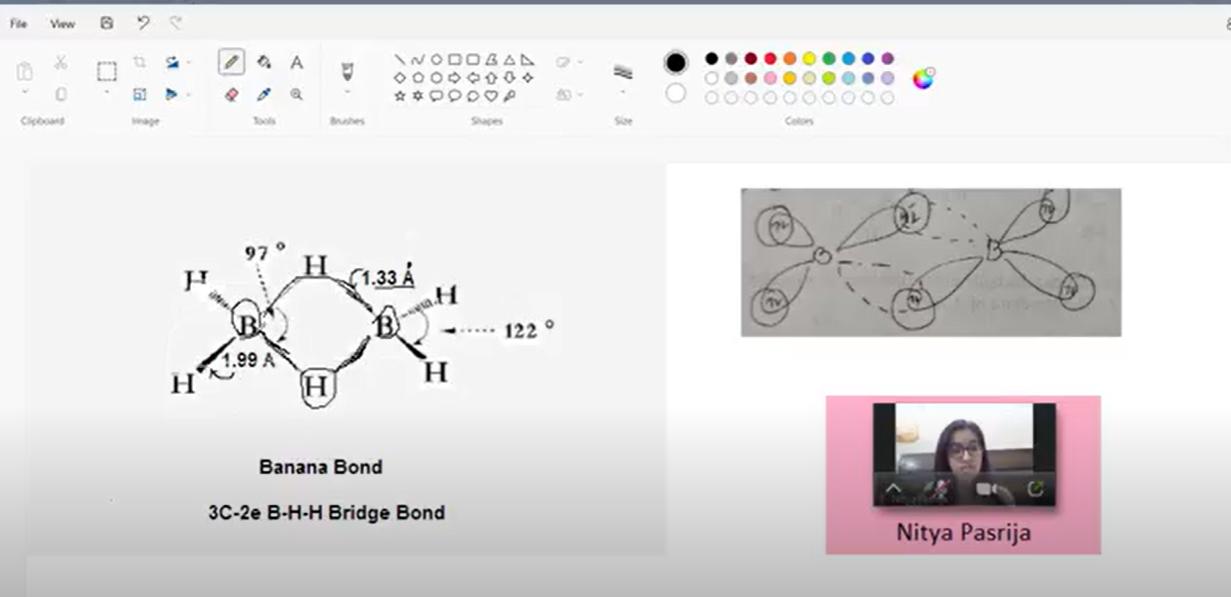 File View
Clipboard
Image
Tools
Brushes
Shapes
Size
Colors
A
97 °
H
H
1.33 Å
H
B
B
122 °
1.99 A
H
H
H
Banana Bond
3C-2e B-H-H Bridge Bond
B
Nitya Pasrija